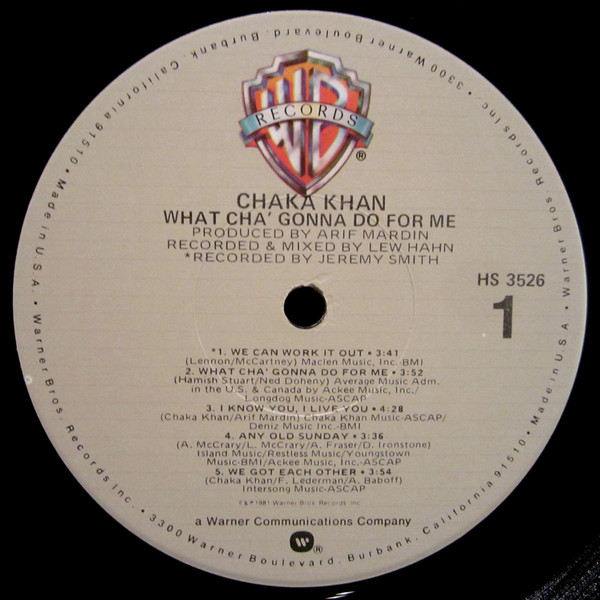 WB
RECORDS
®
CHAKA KHAN
WHAT CHA' GONNA DO FOR ME
PRODUCED BY ARIF MARDIN
RECORDED & MIXED BY LEW HAHN
*RECORDED BY JEREMY SMITH
HS 3526
1
*1. WE CAN WORK IT OUT • 3:41
(Lennon/McCartney) Maclen Music, Inc.-BMI
2. WHAT CHA' GONNA DO FOR ME • 3:52
(Hamish Stuart/Ned Doheny) Average Music Adm.
in the U.S. & Canada by Ackee Music, Inc./
Longdog Music-ASCAP
3. I KNOW YOU, I LIVE YOU • 4:28
(Chaka Khan/Arif Mardin) Chaka Khan Music-ASCAP/
Deniz Music Inc.-BMI
4. ANY OLD SUNDAY • 3:36
(A. McCrary/L. McCrary/A. Fraser/D. Ironstone)
Island Music/Restless Music/Youngstown
Music-BMI/Ackee Music, Inc.-ASCAP
5. WE GOT EACH OTHER • 3:54
(Chaka Khan/F. Lederman/A. Baboff)
Intersong Music-ASCAP
©&℗1981 Warner Bros. Records Inc.
a Warner Communications Company
®
Warner Bros. Records Inc. • 3300 Warner Boulevard, Burbank, California 91510 • Made in U.S.A. •
Warner Bros. Records Inc. • 3300 Warner Boulevard, Burbank, California 91510 • Made in U.S.A. •